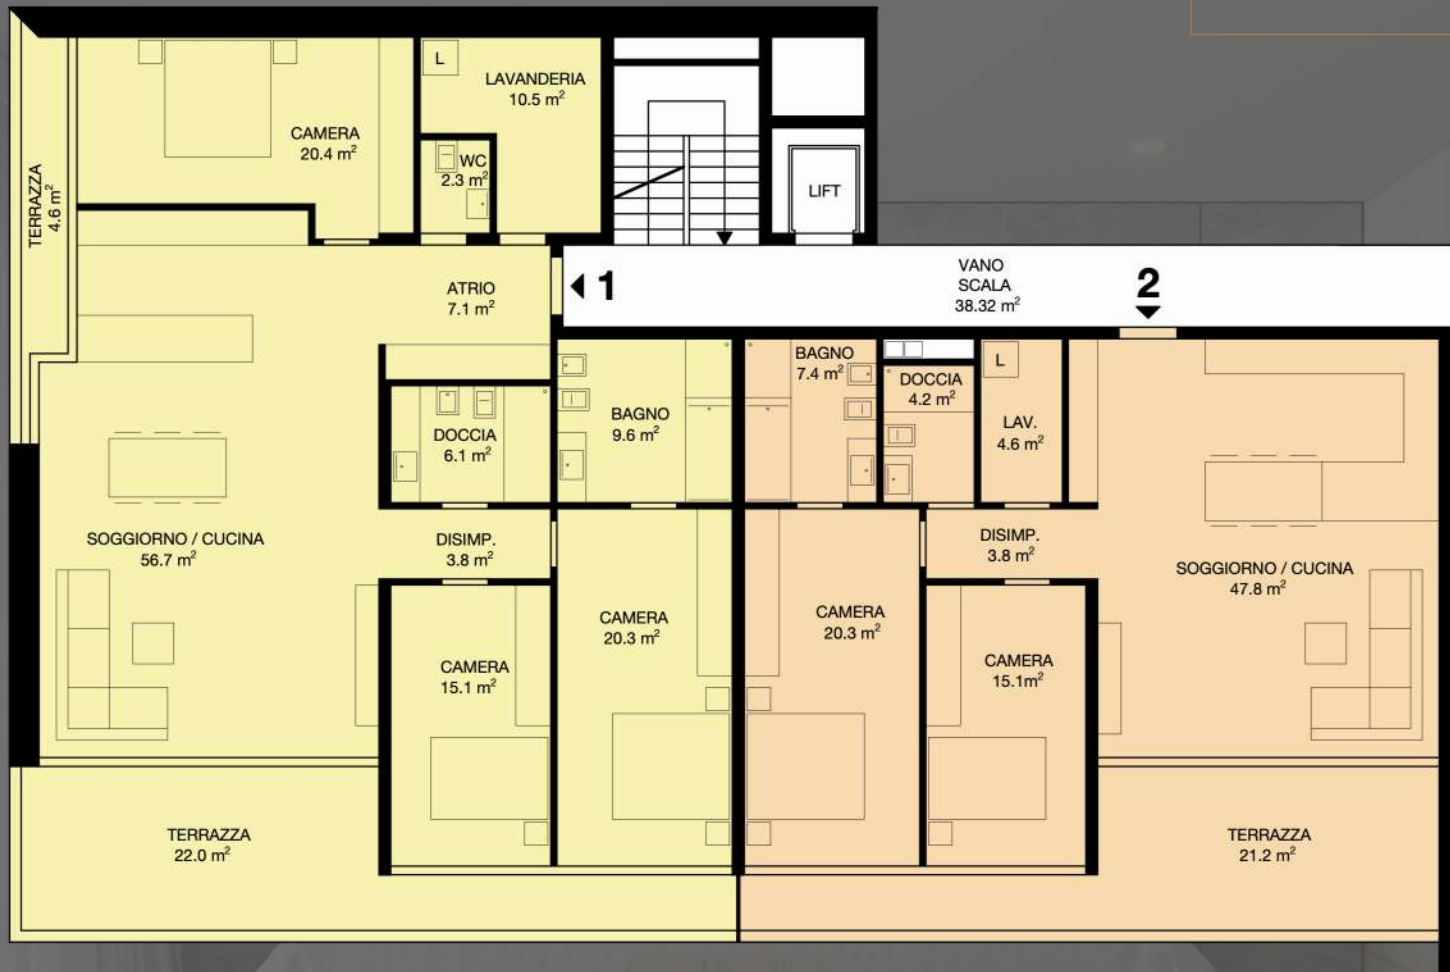 TERRAZZA
4.6 m²
CAMERA
20.4 m²
L
LAVANDERIA
10.5 m²
WC
2.3 m²
LIFT
ATRIO
7.1 m²
1
VANO
SCALA
38.32 m²
2
DOCCIA
6.1 m²
BAGNO
9.6 m²
BAGNO
7.4 m²
DOCCIA
4.2 m²
L
LAV.
4.6 m²
SOGGIORNO / CUCINA
56.7 m²
DISIMP.
3.8 m²
DISIMP.
3.8 m²
SOGGIORNO / CUCINA
47.8 m²
CAMERA
15.1 m²
CAMERA
20.3 m²
CAMERA
20.3 m²
CAMERA
15.1m²
TERRAZZA
22.0 m²
TERRAZZA
21.2 m²